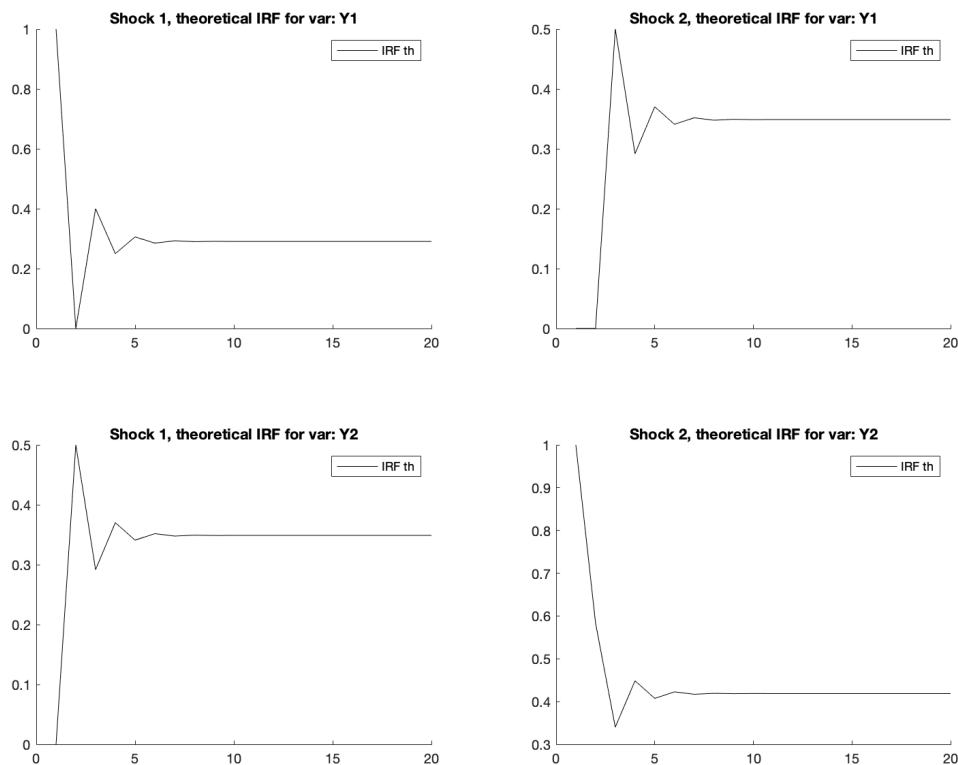 Shock 1, theoretical IRF for var: Y1
IRF th
1
0.8
0.6
0.4
0.2
0
0 5 10 15 20
Shock 2, theoretical IRF for var: Y1
IRF th
0.5
0.4
0.3
0.2
0.1
0
0 5 10 15 20
Shock 1, theoretical IRF for var: Y2
IRF th
0.5
0.4
0.3
0.2
0.1
0
0 5 10 15 20
Shock 2, theoretical IRF for var: Y2
IRF th
1
0.9
0.8
0.7
0.6
0.5
0.4
0.3
0 5 10 15 20